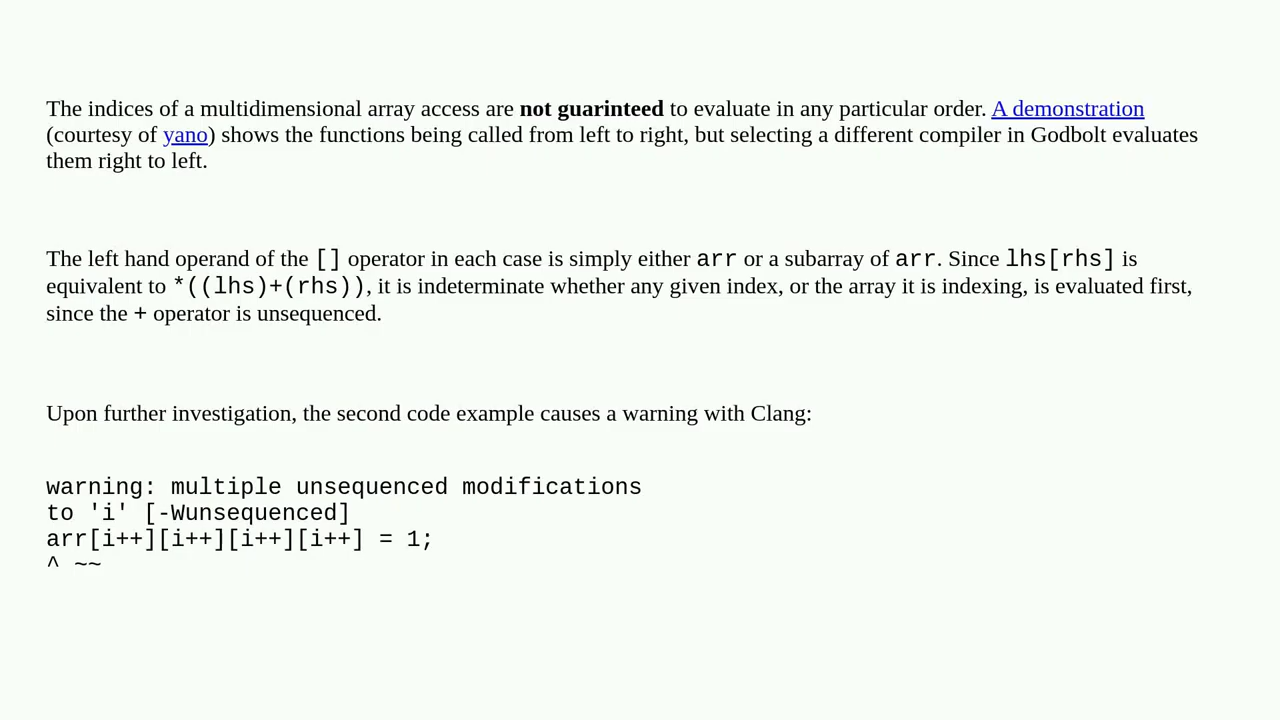 The indices of a multidimensional array access are not guarinteed to evaluate in any particular order. A demonstration
(courtesy of yano) shows the functions being called from left to right, but selecting a different compiler in Godbolt evaluates
them right to left.
The left hand operand of the [] operator in each case is simply either arr or a subarray of arr. Since lhs[rhs] is
equivalent to *((lhs)+(rhs)), it is indeterminate whether any given index, or the array it is indexing, is evaluated first,
since the + operator is unsequenced.
Upon further investigation, the second code example causes a warning with Clang:
warning: multiple unsequenced modifications
to 'i' [-Wunsequenced]
arr[i++][i++][i++][i++] = 1;
^ ~~